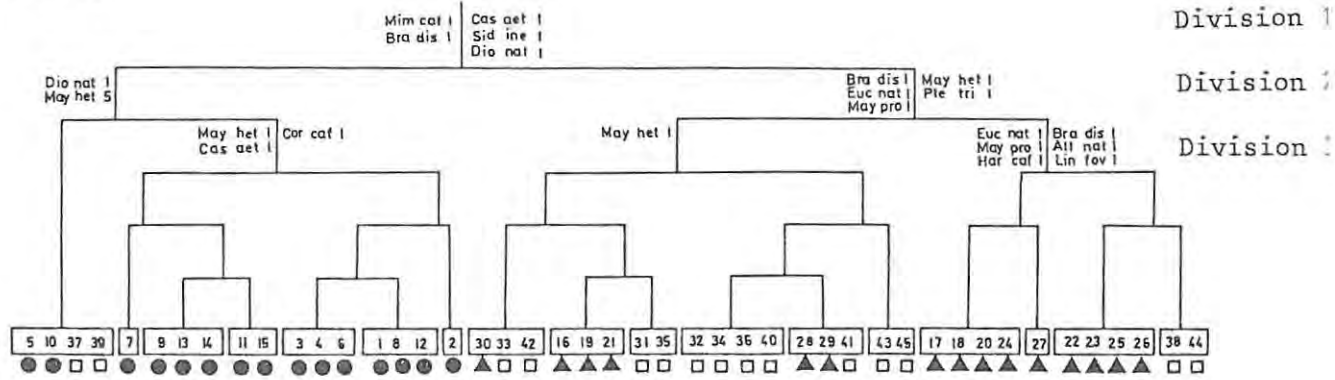 Mim caf 1 Cas aet 1
Bra dis 1 Sid ine 1
Dio nat 1
Division 1
Dio nat 1
May het 5
Bra dis 1 May het 1
Euc nat 1 Ple tri 1
May pro 1
Division
May het 1 Cor caf 1
Cas aet 1
May het 1
Euc nat 1 Bra dis 1
May pro 1 All nat 1
Har caf 1 Lin fov 1
Division
5 10 37 39 7 9 13 14 11 15 3 4 6 1 8 12 2 30 33 42 16 19 21 31 35 32 34 36 40 28 29 41 43 45 17 18 20 24 27 22 23 25 26 38 44